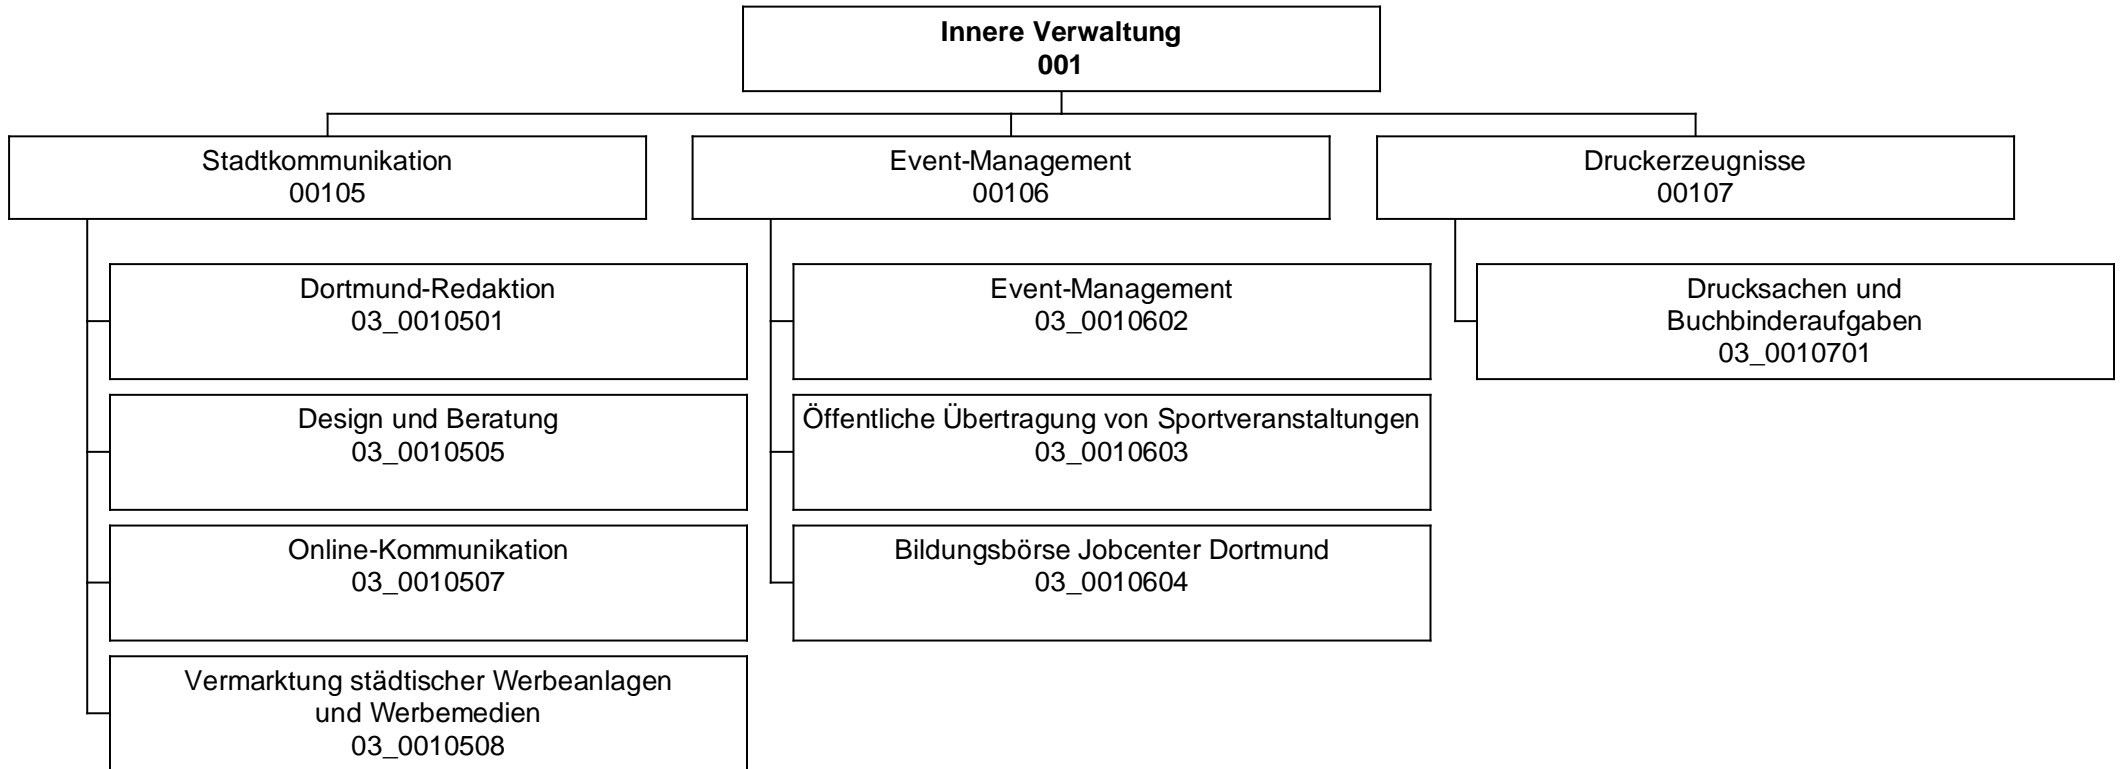 Innere Verwaltung
001
Stadtkommunikation
00105
Event-Management
00106
Druckerzeugnisse
00107
Dortmund-Redaktion
03_0010501
Event-Management
03_0010602
Drucksachen und
Buchbinderaufgaben
03_0010701
Design und Beratung
03_0010505
Öffentliche Übertragung von Sportveranstaltungen
03_0010603
Online-Kommunikation
03_0010507
Bildungsbörse Jobcenter Dortmund
03_0010604
Vermarktung städtischer Werbeanlagen
und Werbemedien
03_0010508